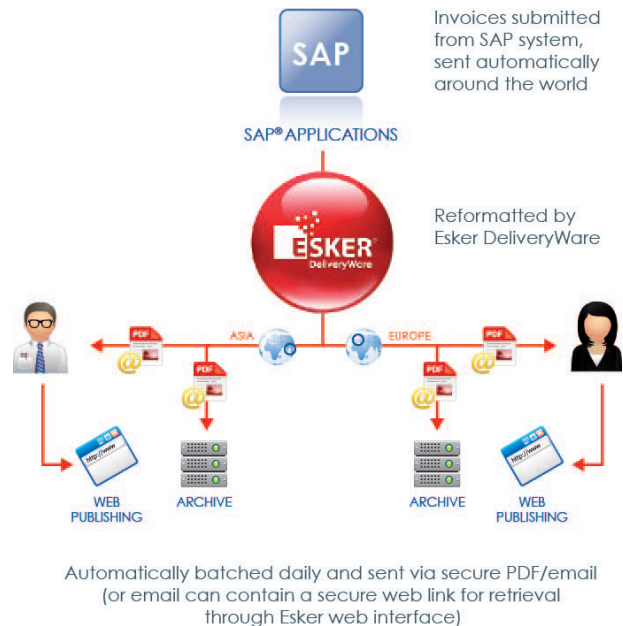 SAP
Invoices submitted
from SAP system,
sent automatically
around the world
SAP® APPLICATIONS
ESKER®
DeliveryWare
Reformatted by
Esker DeliveryWare
ASIA
EUROPE
PDF
@
PDF
@
PDF
@
PDF
@
http://www
WEB
PUBLISHING
ARCHIVE
ARCHIVE
http://www
WEB
PUBLISHING
Automatically batched daily and sent via secure PDF/email
(or email can contain a secure web link for retrieval
through Esker web interface)